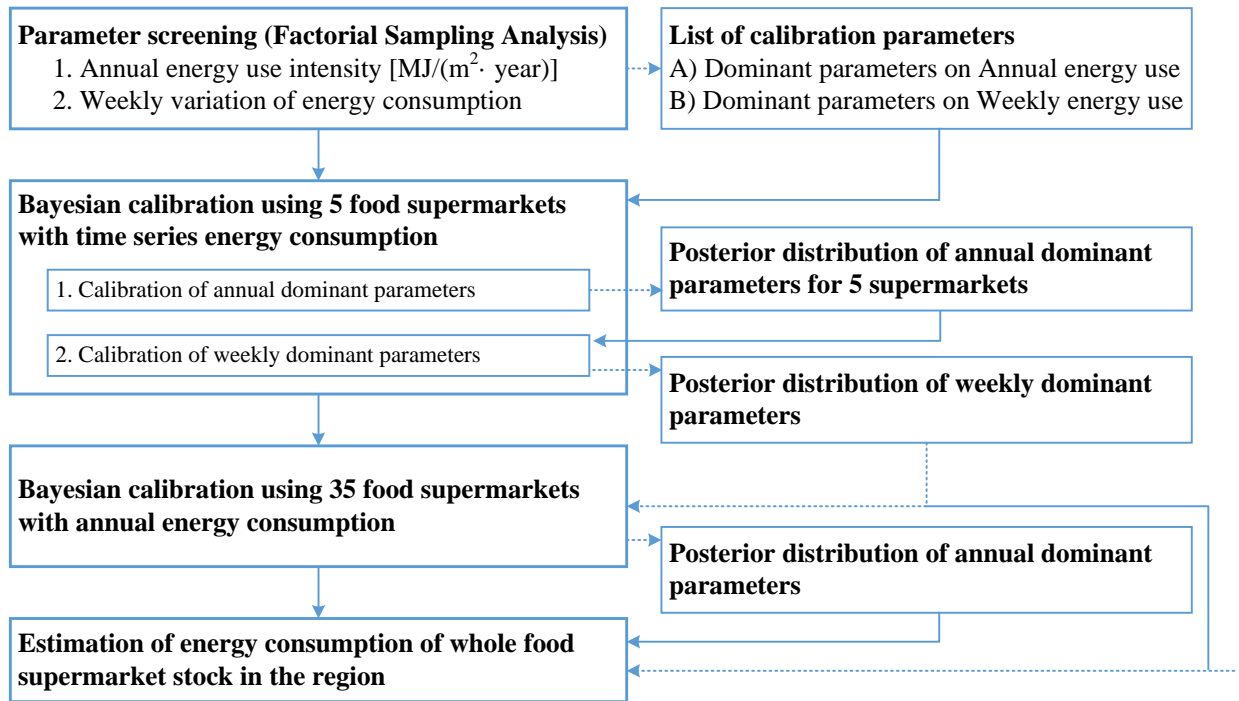 Parameter screening (Factorial Sampling Analysis)
1. Annual energy use intensity [MJ/(m²· year)]
2. Weekly variation of energy consumption
List of calibration parameters
A) Dominant parameters on Annual energy use
B) Dominant parameters on Weekly energy use
Bayesian calibration using 5 food supermarkets
with time series energy consumption
1. Calibration of annual dominant parameters
2. Calibration of weekly dominant parameters
Posterior distribution of annual dominant
parameters for 5 supermarkets
Posterior distribution of weekly dominant
parameters
Bayesian calibration using 35 food supermarkets
with annual energy consumption
Posterior distribution of annual dominant
parameters
Estimation of energy consumption of whole food
supermarket stock in the region